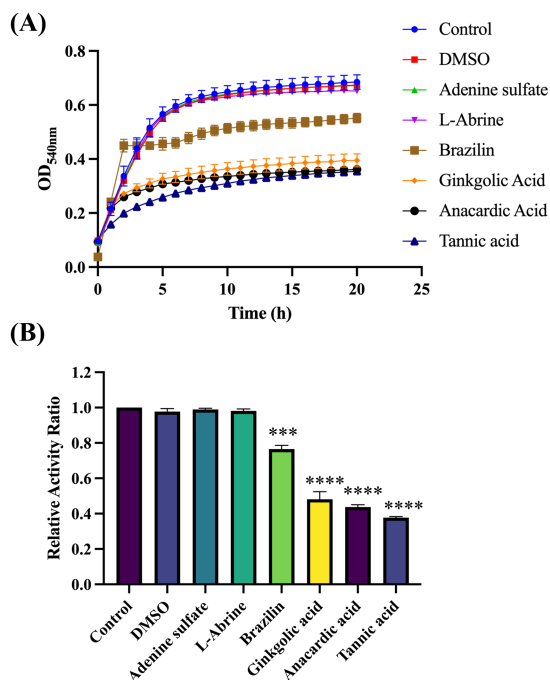 (A)
0.8
0.6
0.4
0.2
0.0
OD540nm
0
5
10
15
20
25
Time (h)
Control
DMSO
Adenine sulfate
L-Abrine
Brazilin
Ginkgolic Acid
Anacardic Acid
Tannic acid
(B)
1.2
1.0
0.8
0.6
0.4
0.2
0.0
Relative Activity Ratio
***
****
****
****
Control
DMSO
Adenine sulfate
L-Abrine
Brazilin
Ginkgolic acid
Anacardic acid
Tannic acid